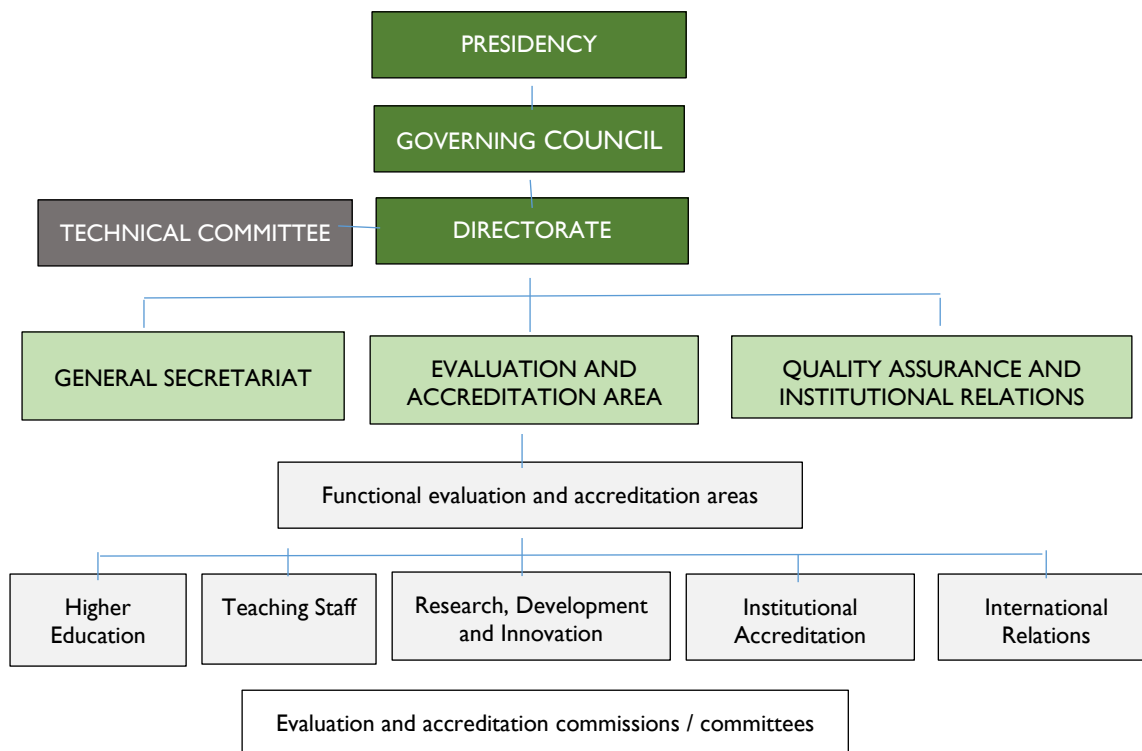 PRESIDENCY
GOVERNING COUNCIL
TECHNICAL COMMITTEE
DIRECTORATE
GENERAL SECRETARIAT
EVALUATION AND
ACCREDITATION AREA
QUALITY ASSURANCE AND
INSTITUTIONAL RELATIONS
Functional evaluation and accreditation areas
Higher
Education
Teaching Staff
Research, Development
and Innovation
Institutional
Accreditation
International
Relations
Evaluation and accreditation commissions / committees